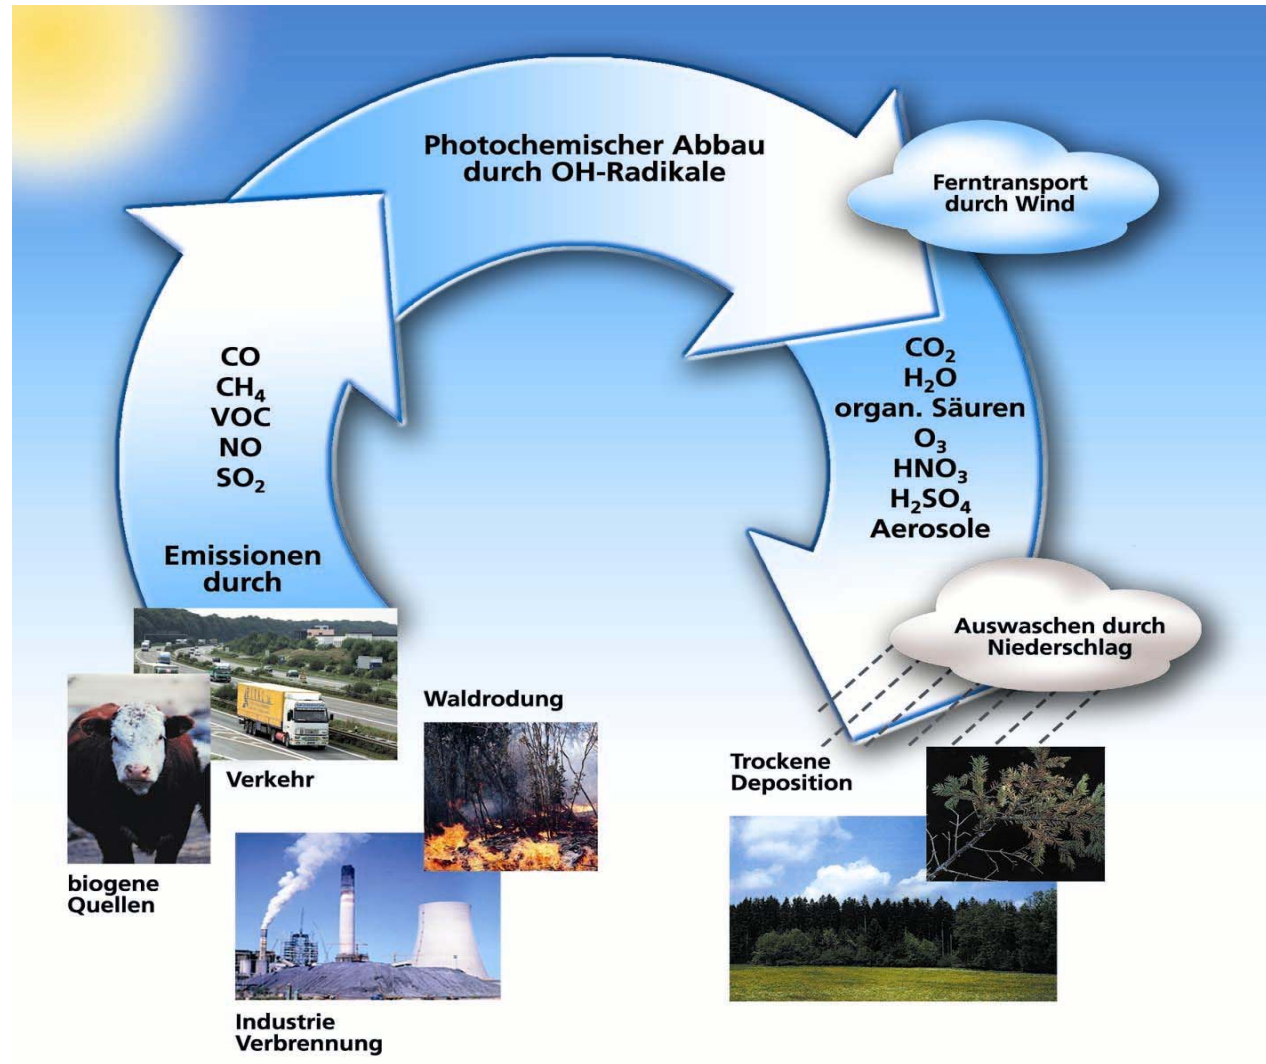 Photochemischer Abbau
durch OH-Radikale
Ferntransport
durch Wind
CO
CH₄
VOC
NO
SO₂
Emissionen
durch
CO₂
H₂O
organ. Säuren
O₃
HNO₃
H₂SO₄
Aerosole
Auswaschen durch
Niederschlag
Waldrodung
Verkehr
Trockene
Deposition
biogene
Quellen
Industrie
Verbrennung